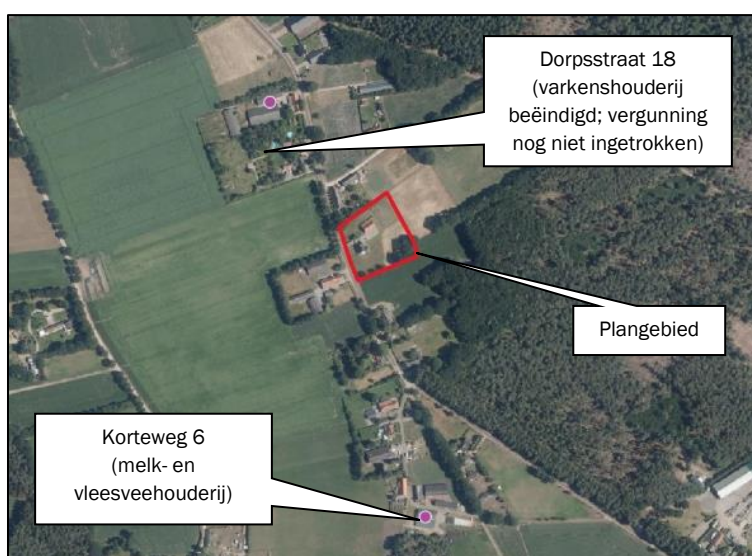 Dorpsstraat 18
(varkenshouderij
beëindigd; vergunning
nog niet ingetrokken)
Plangebied
Korteweg 6
(melk- en
vleesveehouderij)